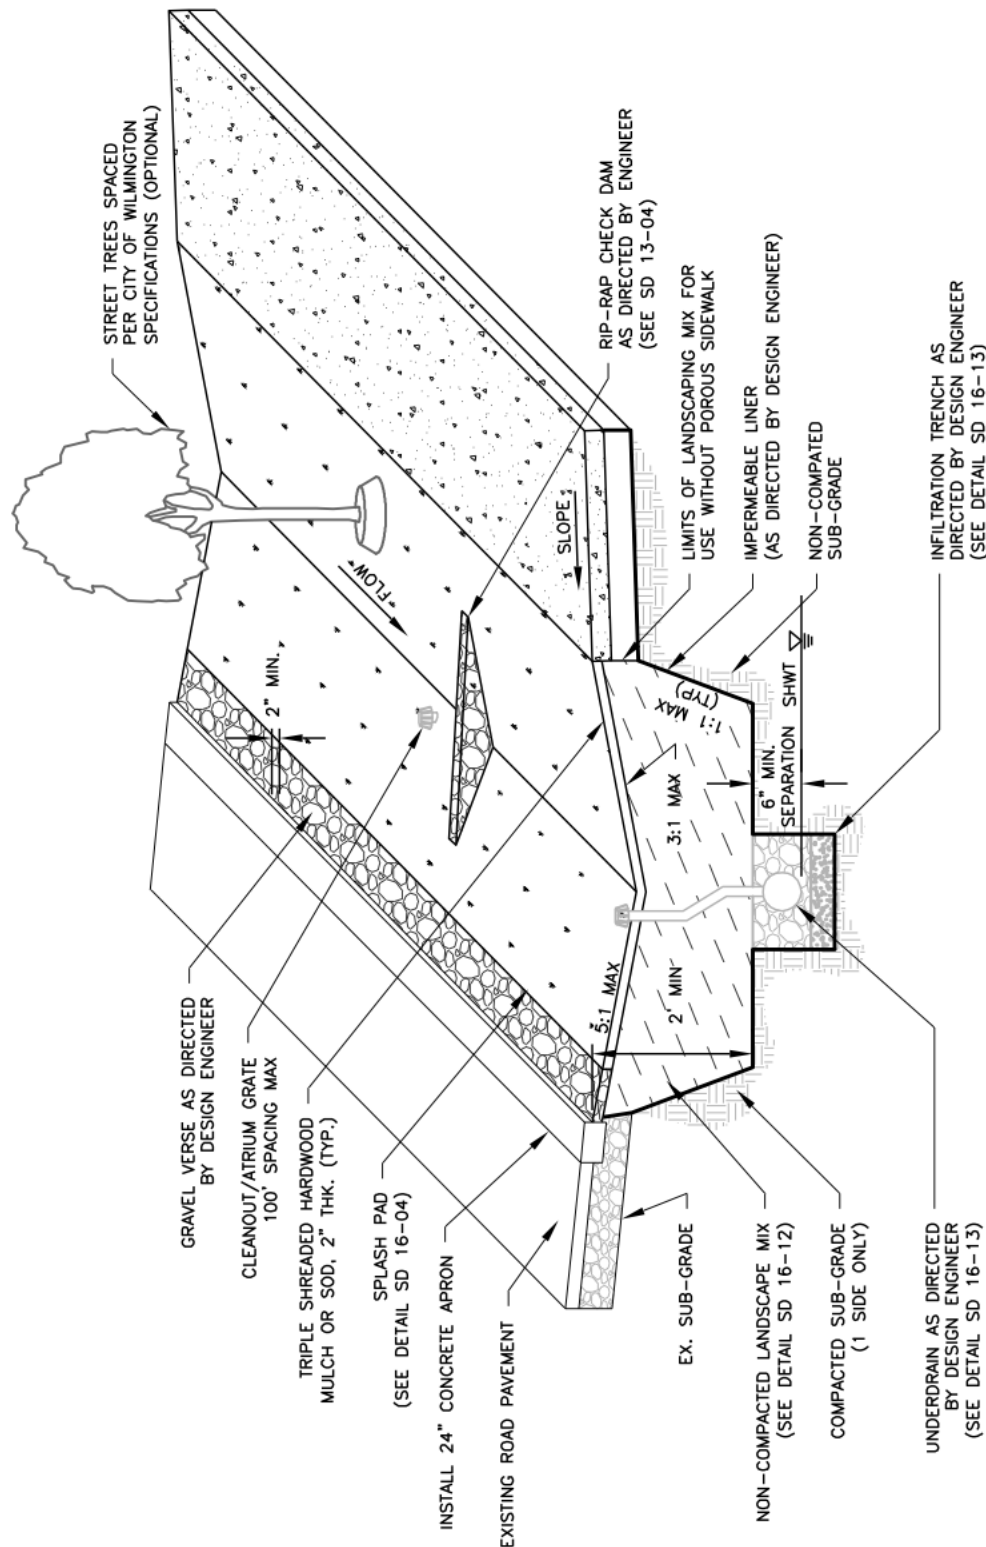 STREET TREES SPACED
PER CITY OF WILMINGTON
SPECIFICATIONS (OPTIONAL)
RIP-RAP CHECK DAM
AS DIRECTED BY ENGINEER
(SEE SD 13-04)
LIMITS OF LANDSCAPING MIX FOR
USE WITHOUT POROUS SIDEWALK
IMPERMEABLE LINER
(AS DIRECTED BY DESIGN ENGINEER)
NON-COMPATED
SUB-GRADE
INFILTRATION TRENCH AS
DIRECTED BY DESIGN ENGINEER
(SEE DETAIL SD 16-13)
FLOW
SLOPE
2" MIN.
1:1 MAX
(TYP)
3:1 MAX
6" MIN.
SEPARATION SHWT
5:1 MAX
2' MIN
GRAVEL VERSE AS DIRECTED
BY DESIGN ENGINEER
CLEANOUT/ATRIUM GRATE
100' SPACING MAX
TRIPLE SHREADED HARDWOOD
MULCH OR SOD, 2" THK. (TYP.)
SPLASH PAD
(SEE DETAIL SD 16-04)
INSTALL 24" CONCRETE APRON
EXISTING ROAD PAVEMENT
EX. SUB-GRADE
NON-COMPACTED LANDSCAPE MIX
(SEE DETAIL SD 16-12)
COMPACTED SUB-GRADE
(1 SIDE ONLY)
UNDERDRAIN AS DIRECTED
BY DESIGN ENGINEER
(SEE DETAIL SD 16-13)